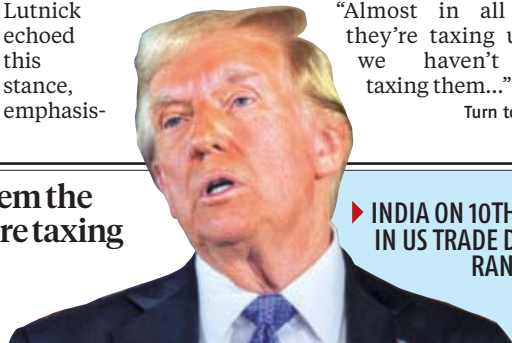 Lutnick
echoed
this
stance,
emphasis-
“Almost in all
they’re taxing u
we haven’t
taxing them...”
Turn to
em the
re taxing
INDIA ON 10TH
IN US TRADE D
RAN